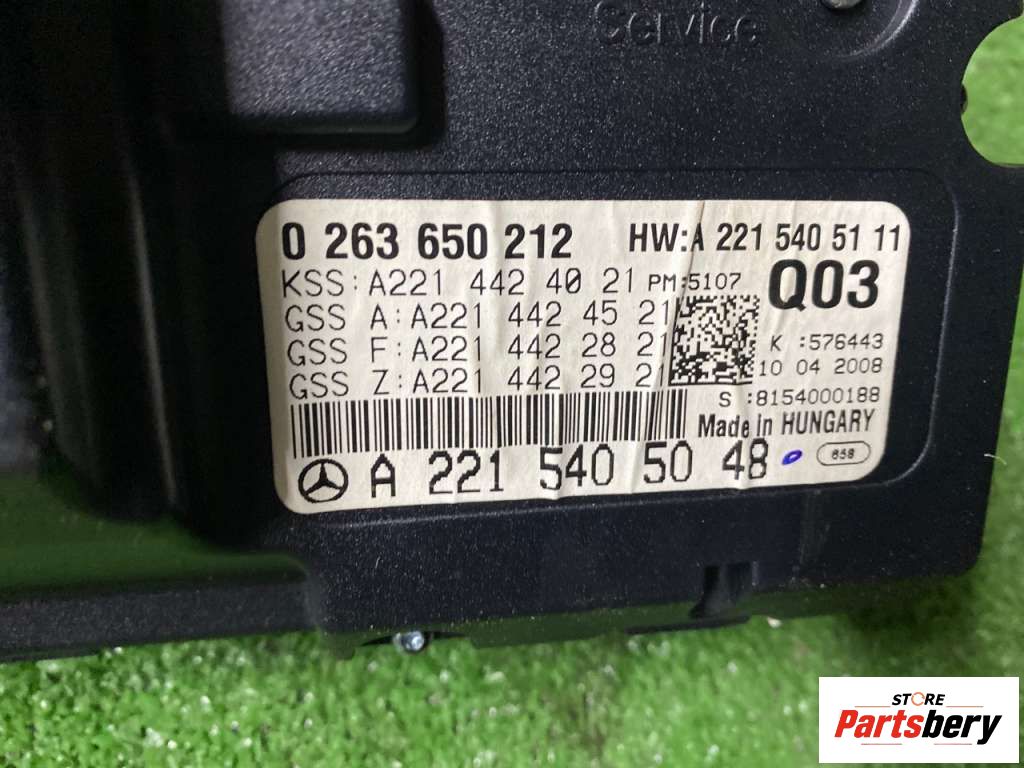 Service
0 263 650 212 HW:A 221 540 51 11
KSS:A221 442 40 21 PM:5107 Q03
GSS A:A221 442 45 21
GSS F:A221 442 28 21 K :576443
GSS Z:A221 442 29 21 10 04 2008
S :8154000188
Made in HUNGARY
A 221 540 50 48 658
STORE
Partsbery